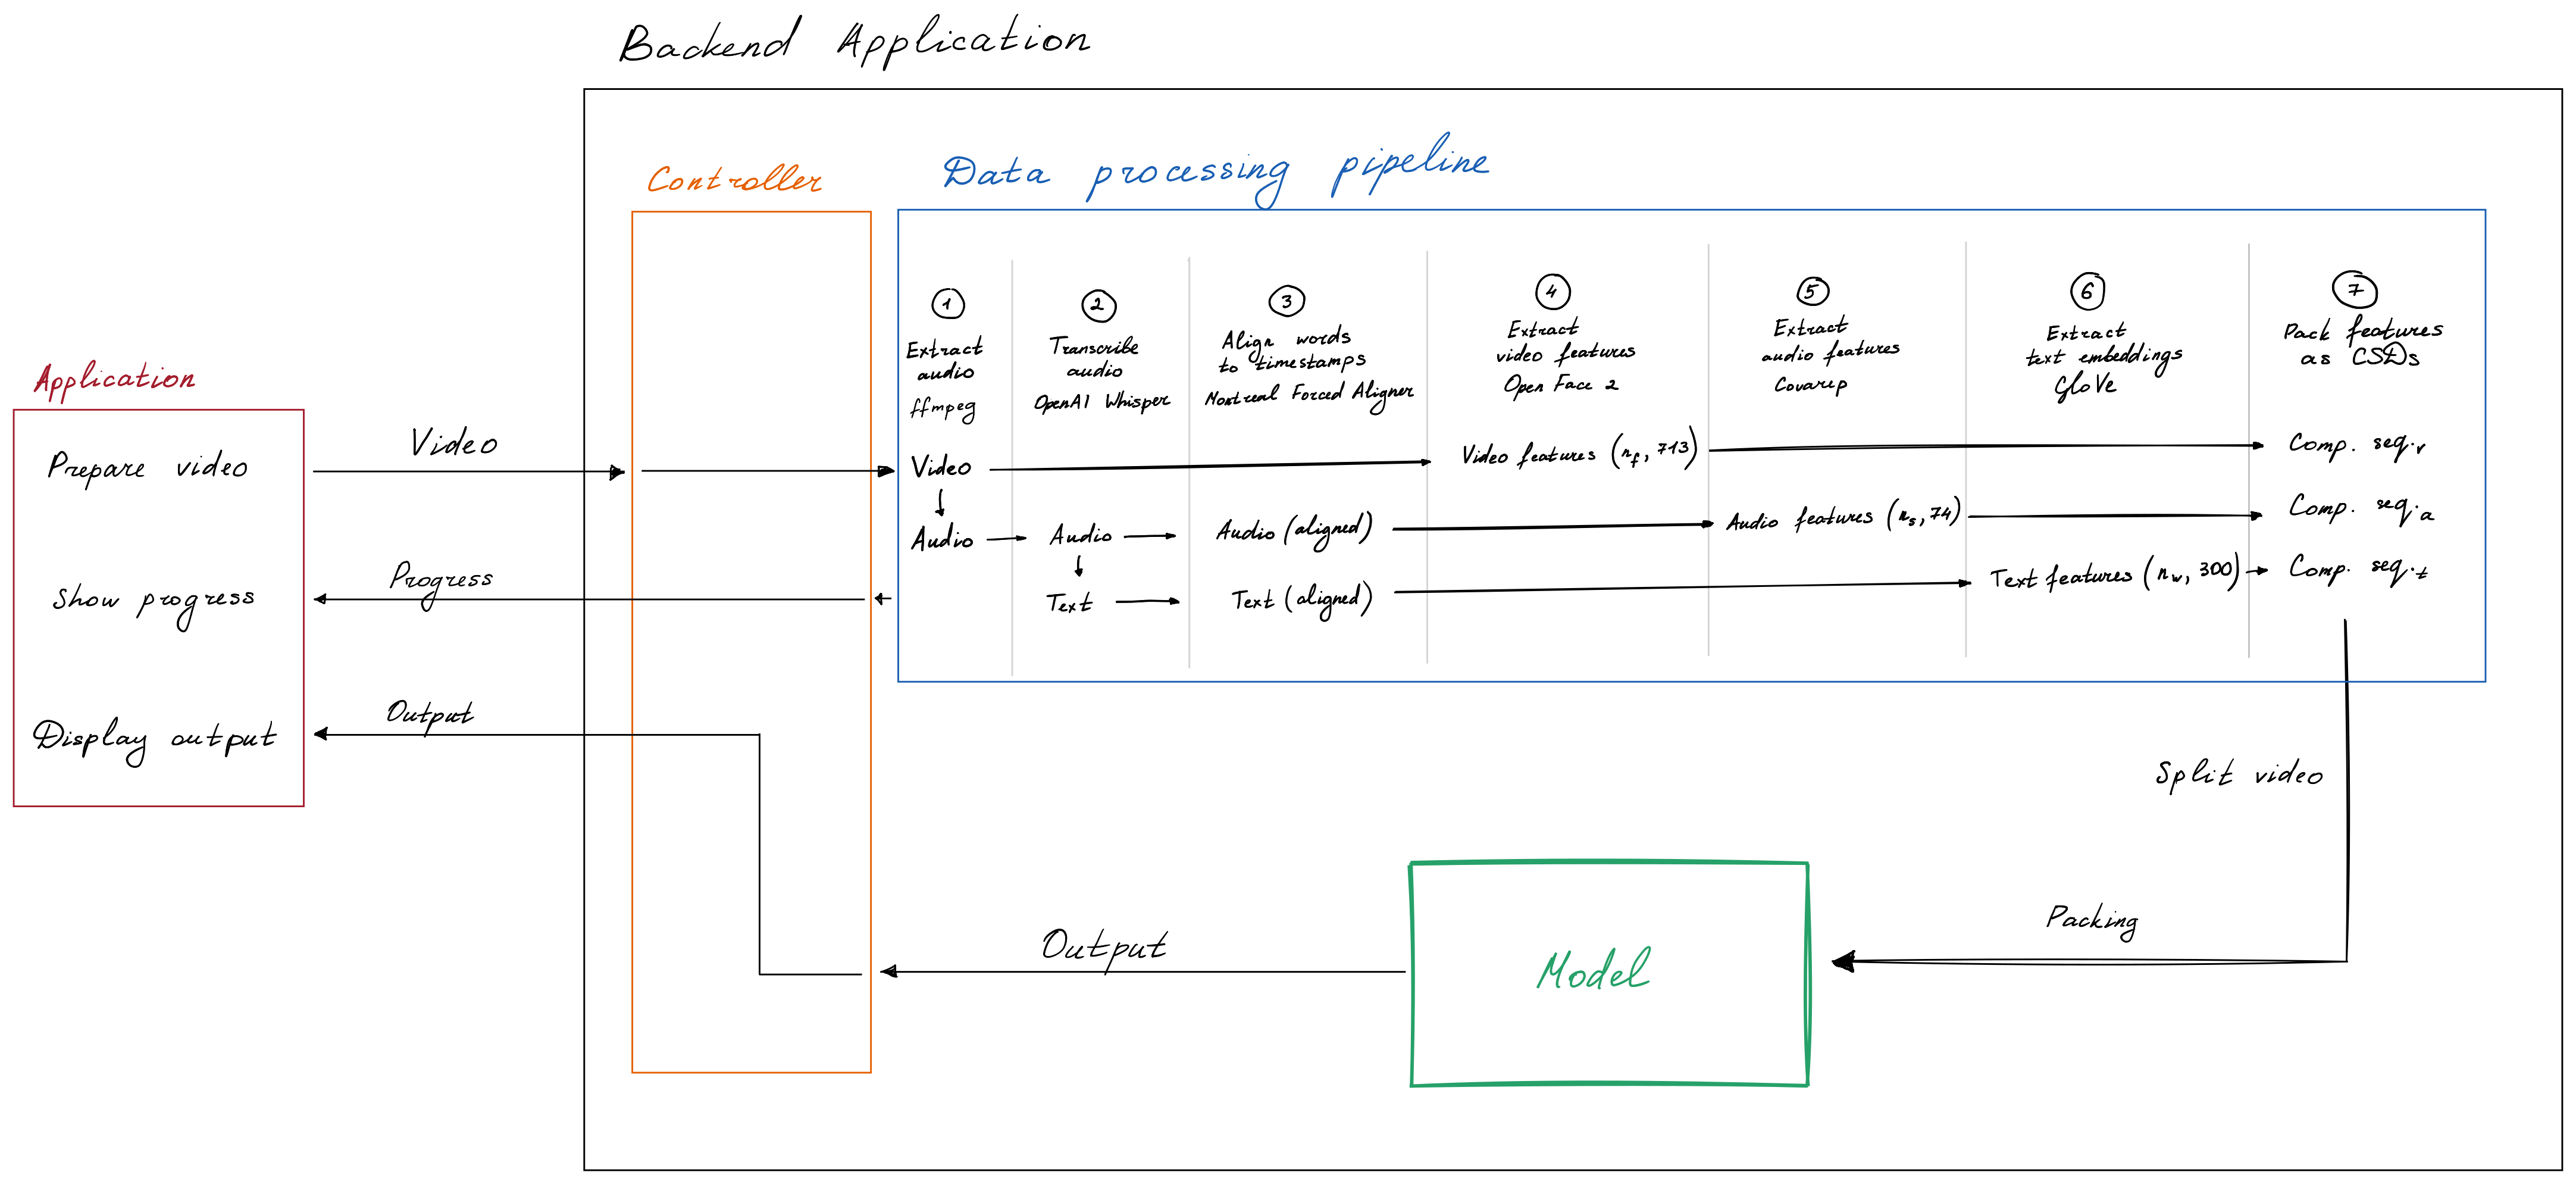 Backend Application
Controller
Data processing pipeline
Application
Prepare video
Show progress
Display output
Video
Progress
Output
1
Extract
audio
ffmpeg
2
Transcribe
audio
OpenAI Whisper
3
Align words
to timestamps
Montreal Forced Aligner
4
Extract
video features
Open Face 2
5
Extract
audio features
Covarep
6
Extract
text embeddings
GloVe
7
Pack features
as CSDs
Video
Video features (n_f, 713)
Comp. seq._v
Audio
Audio
Audio (aligned)
Audio features (n_s, 74)
Comp. seq._a
Text
Text (aligned)
Text features (n_w, 300)
Comp. seq._t
Split video
Packing
Model
Output